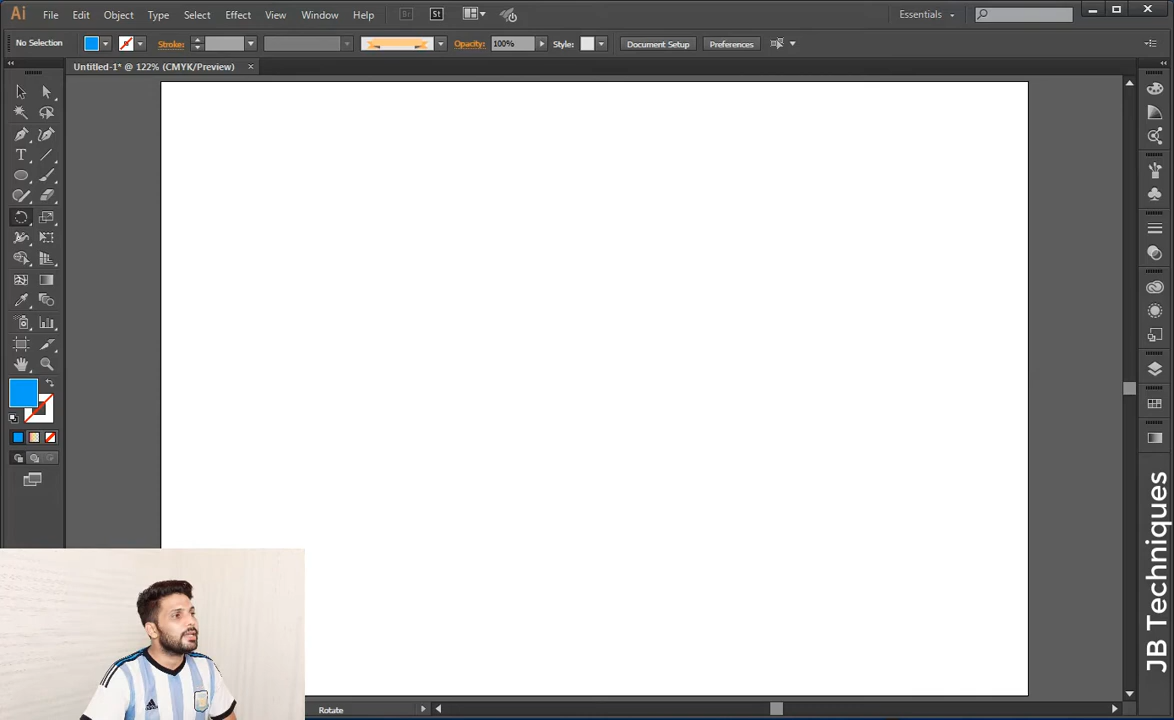 Ai File Edit Object Type Select Effect View Window Help Br St Essentials
No Selection Stroke: Opacity: 100% Style: Document Setup Preferences
Untitled-1* @ 122% (CMYK/Preview) ×
T
JB Techniques
Rotate